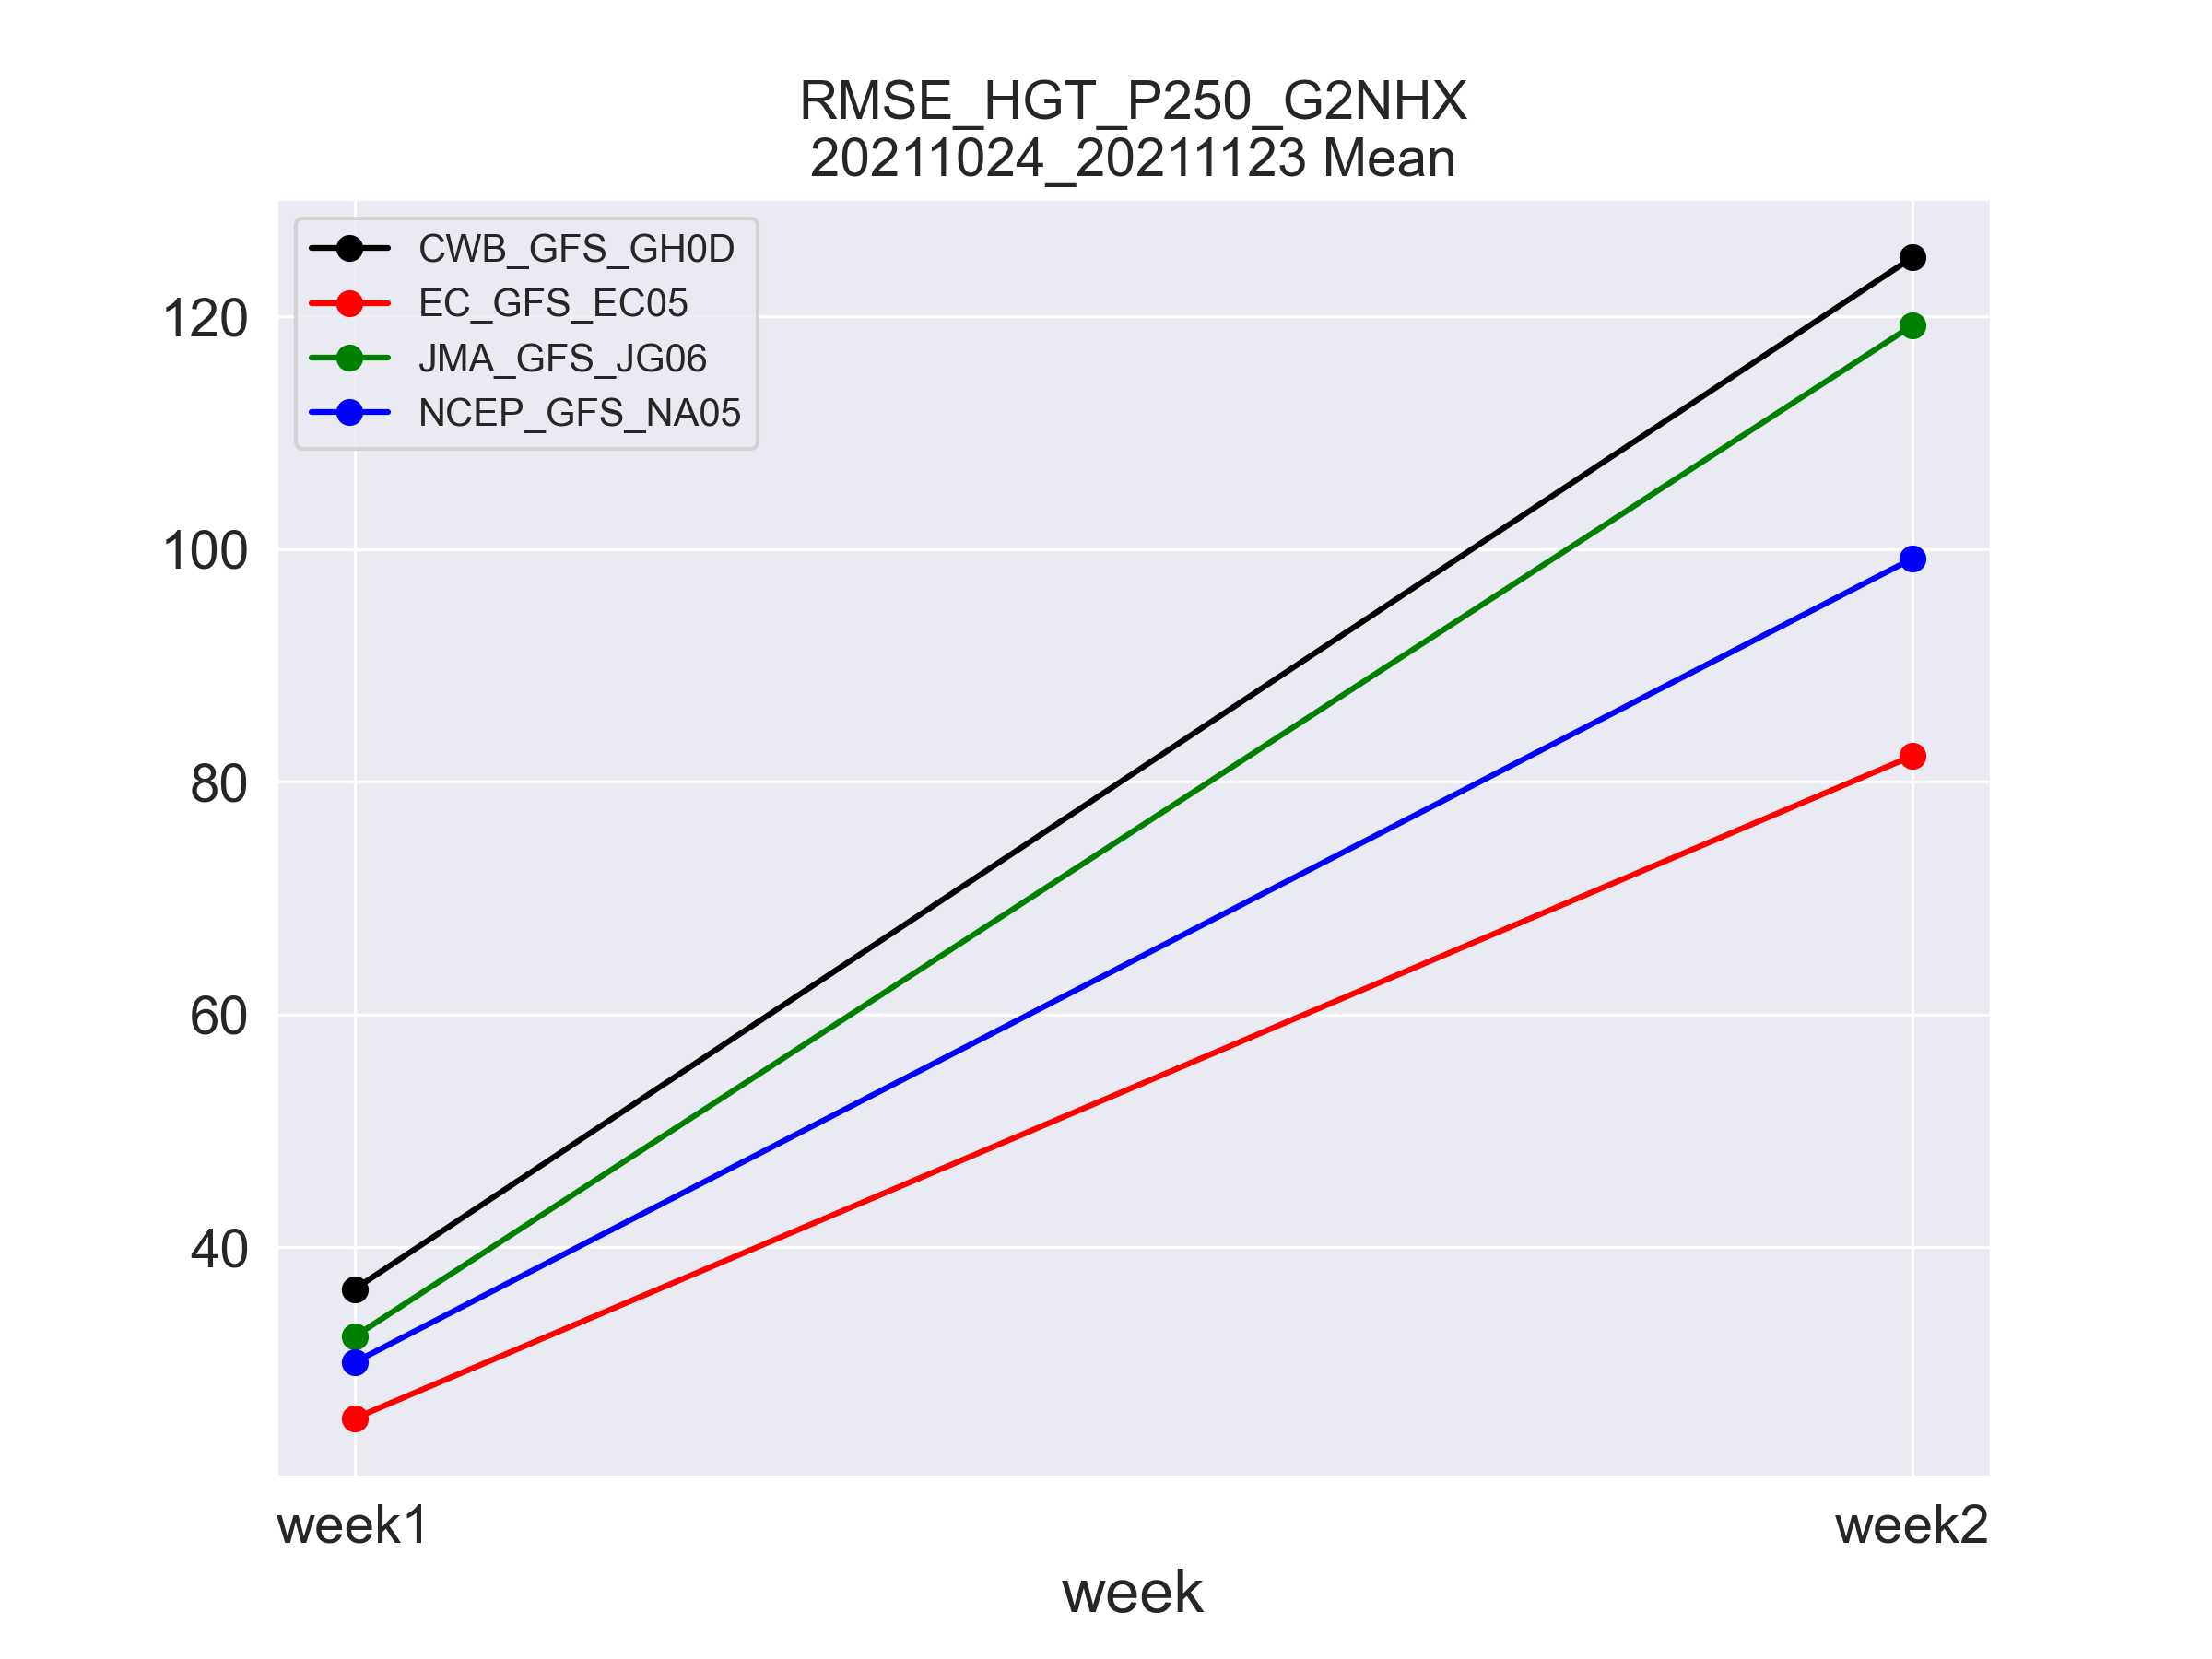 RMSE_HGT_P250_G2NHX
20211024_20211123 Mean
CWB_GFS_GH0D
EC_GFS_EC05
JMA_GFS_JG06
NCEP_GFS_NA05
120
100
80
60
40
week1
week2
week